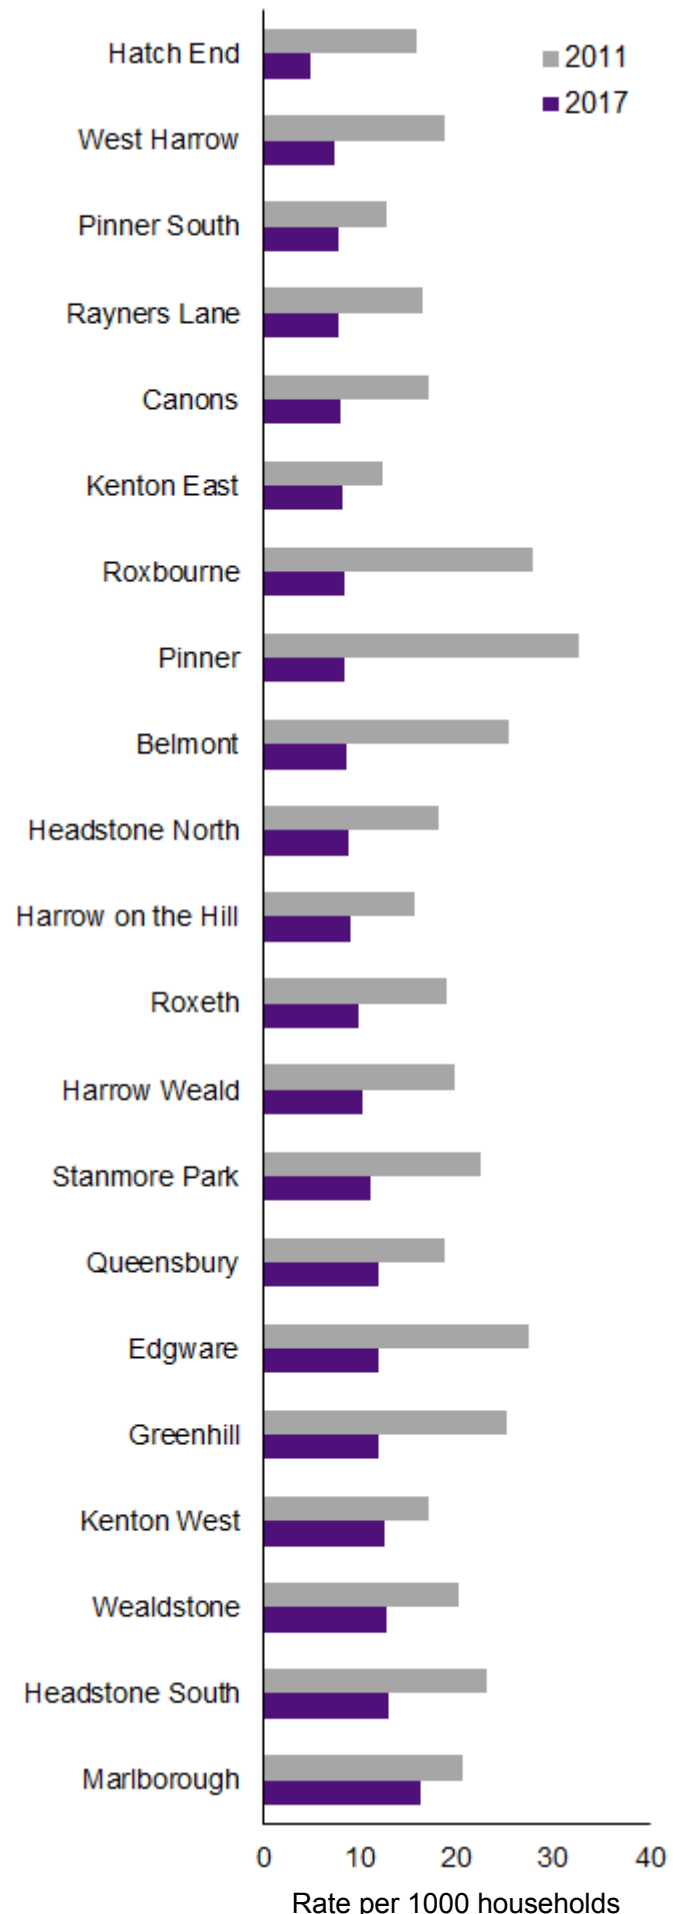 Hatch End
2011
2017
West Harrow
Pinner South
Rayners Lane
Canons
Kenton East
Roxbourne
Pinner
Belmont
Headstone North
Harrow on the Hill
Roxeth
Harrow Weald
Stanmore Park
Queensbury
Edgware
Greenhill
Kenton West
Wealdstone
Headstone South
Marlborough
0 10 20 30 40
Rate per 1000 households